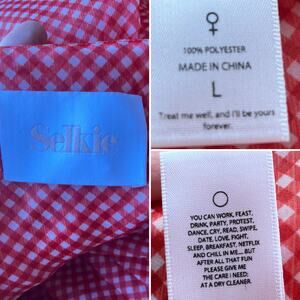 Selkie
100% POLYESTER
MADE IN CHINA
L
Treat me well, and i'll be yours
forever.
YOU CAN WORK, FEAST,
DRINK, PARTY, PROTEST,
DANCE, CRY, READ, SWIPE,
DATE, LOVE, FIGHT,
SLEEP, BREAKFAST, NETFLIX
AND CHILL IN ME... BUT
AFTER ALL THAT FUN
PLEASE GIVE ME
THE CARE I NEED:
AT A DRY CLEANER.